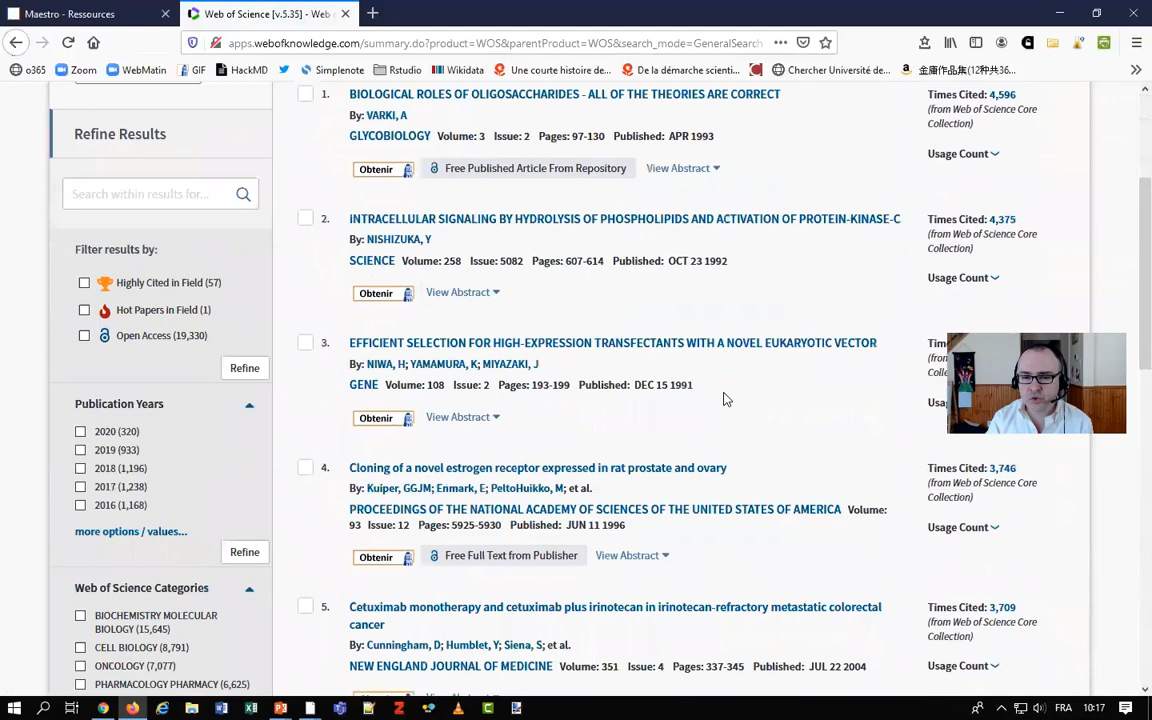 Maestro - Ressources
Web of Science [v.5.35] - Web
apps.webofknowledge.com/summary.do?product=WOS&parentProduct=WOS&search_mode=GeneralSearch
o365
Zoom
WebMatin
GIF
HackMD
Simplenote
Rstudio
Wikidata
Une courte histoire de...
De la démarche scienti...
Chercher Université de...
金庫作品集(12种共36...
Refine Results
Search within results for...
Filter results by:
Highly Cited in Field (57)
Hot Papers in Field (1)
Open Access (19,330)
Refine
Publication Years
2020 (320)
2019 (933)
2018 (1,196)
2017 (1,238)
2016 (1,168)
more options / values...
Refine
Web of Science Categories
BIOCHEMISTRY MOLECULAR
BIOLOGY (15,645)
CELL BIOLOGY (8,791)
ONCOLOGY (7,077)
PHARMACOLOGY PHARMACY (6,625)
1. BIOLOGICAL ROLES OF OLIGOSACCHARIDES - ALL OF THE THEORIES ARE CORRECT
By: VARKI, A
GLYCOBIOLOGY Volume: 3 Issue: 2 Pages: 97-130 Published: APR 1993
Obtenir Free Published Article From Repository View Abstract
Times Cited: 4,596
(from Web of Science Core
Collection)
Usage Count
2. INTRACELLULAR SIGNALING BY HYDROLYSIS OF PHOSPHOLIPIDS AND ACTIVATION OF PROTEIN-KINASE-C
By: NISHIZUKA, Y
SCIENCE Volume: 258 Issue: 5082 Pages: 607-614 Published: OCT 23 1992
Obtenir View Abstract
Times Cited: 4,375
(from Web of Science Core
Collection)
Usage Count
3. EFFICIENT SELECTION FOR HIGH-EXPRESSION TRANSFECTANTS WITH A NOVEL EUKARYOTIC VECTOR
By: NIWA, H; YAMAMURA, K; MIYAZAKI, J
GENE Volume: 108 Issue: 2 Pages: 193-199 Published: DEC 15 1991
Obtenir View Abstract
4. Cloning of a novel estrogen receptor expressed in rat prostate and ovary
By: Kuiper, GGJM; Enmark, E; PeltoHuikko, M; et al.
PROCEEDINGS OF THE NATIONAL ACADEMY OF SCIENCES OF THE UNITED STATES OF AMERICA Volume:
93 Issue: 12 Pages: 5925-5930 Published: JUN 11 1996
Obtenir Free Full Text from Publisher View Abstract
Times Cited: 3,746
(from Web of Science Core
Collection)
Usage Count
5. Cetuximab monotherapy and cetuximab plus irinotecan in irinotecan-refractory metastatic colorectal
cancer
By: Cunningham, D; Humblet, Y; Siena, S; et al.
NEW ENGLAND JOURNAL OF MEDICINE Volume: 351 Issue: 4 Pages: 337-345 Published: JUL 22 2004
Times Cited: 3,709
(from Web of Science Core
Collection)
Usage Count
FRA 10:17